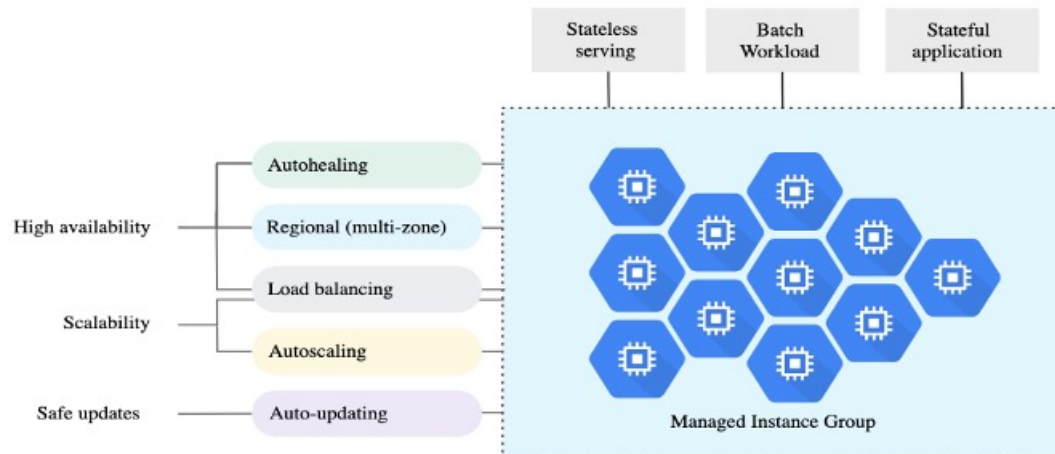 Stateless
serving
Batch
Workload
Stateful
application
Autohealing
High availability
Regional (multi-zone)
Load balancing
Scalability
Autoscaling
Safe updates
Auto-updating
Managed Instance Group